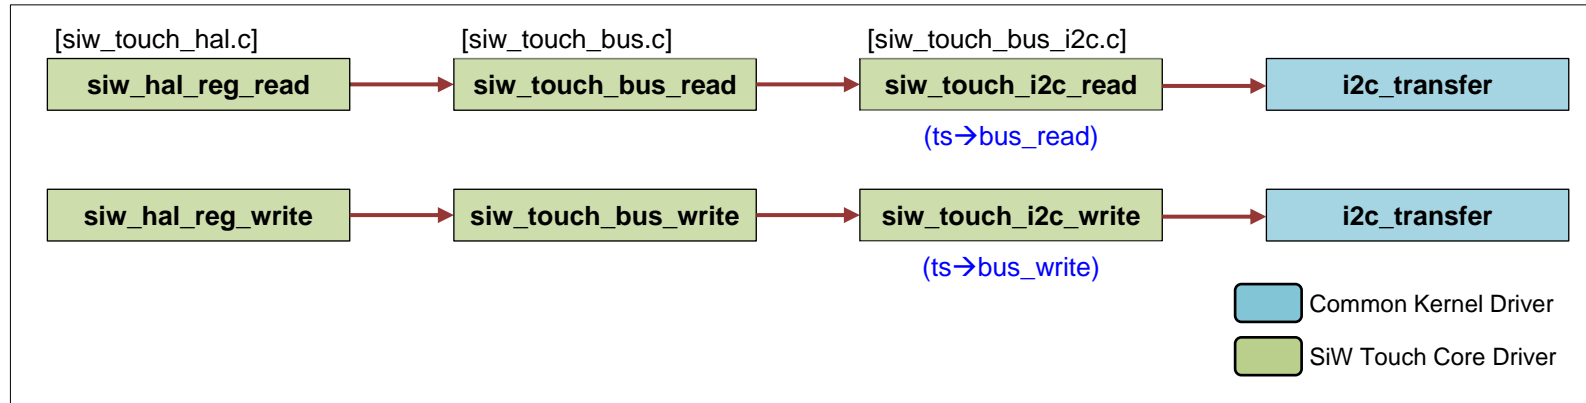 [siw_touch_hal.c] [siw_touch_bus.c] [siw_touch_bus_i2c.c]
siw_hal_reg_read siw_touch_bus_read siw_touch_i2c_read i2c_transfer
(ts→bus_read)
siw_hal_reg_write siw_touch_bus_write siw_touch_i2c_write i2c_transfer
(ts→bus_write)
Common Kernel Driver
SiW Touch Core Driver